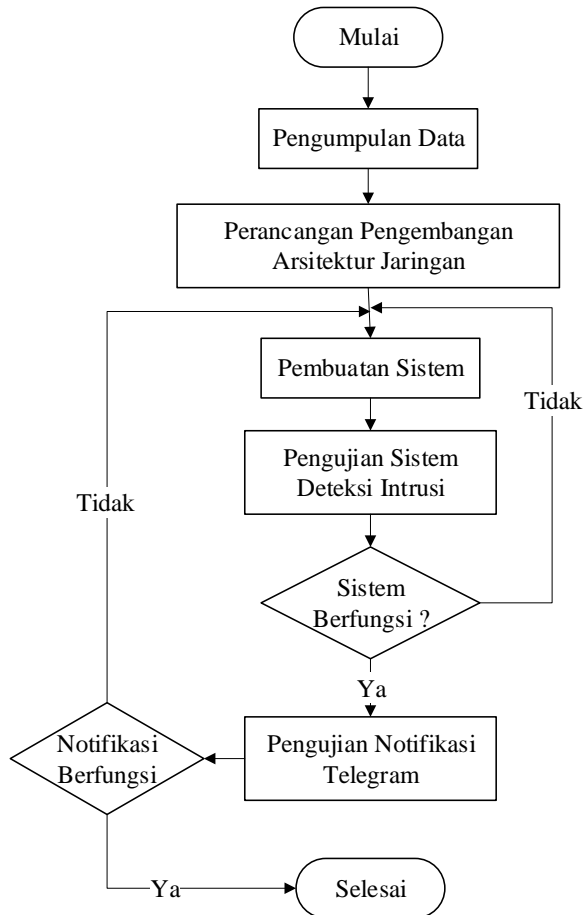 Mulai
Pengumpulan Data
Perancangan Pengembangan
Arsitektur Jaringan
Pembuatan Sistem
Tidak
Pengujian Sistem
Deteksi Intrusi
Tidak
Sistem
Berfungsi ?
Ya
Pengujian Notifikasi
Telegram
Notifikasi
Berfungsi
Ya
Selesai